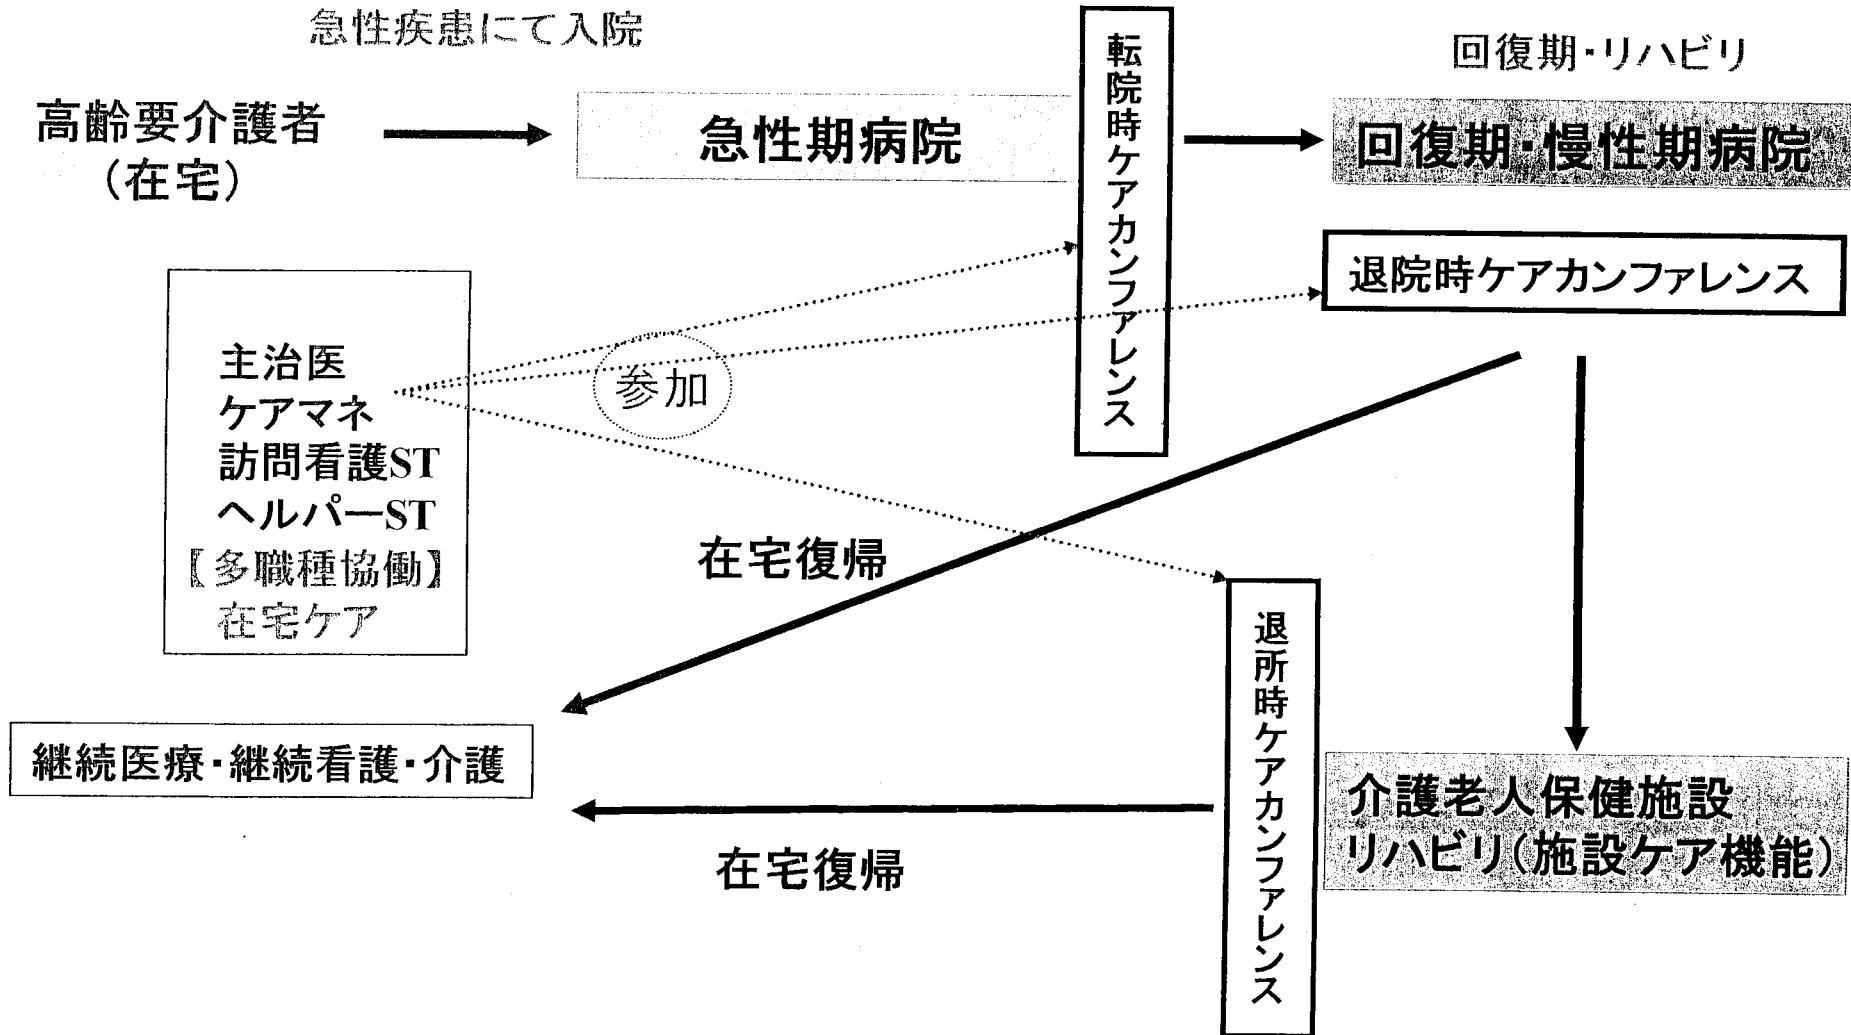 急性疾患にて入院
回復期・リハビリ
高齢要介護者
(在宅)
急性期病院
転院時ケアカンファレンス
回復期・慢性期病院
退院時ケアカンファレンス
主治医
ケアマネ
訪問看護ST
ヘルパーST
【多職種協働】
在宅ケア
参加
在宅復帰
退所時ケアカンファレンス
継続医療・継続看護・介護
在宅復帰
介護老人保健施設
リハビリ(施設ケア機能)